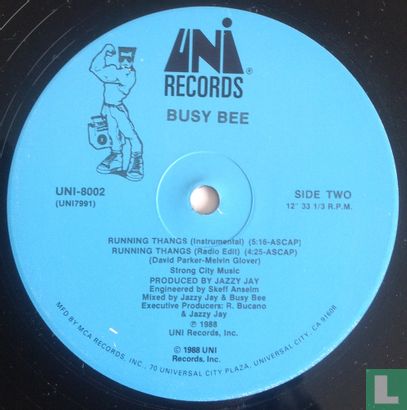 UNI
RECORDS®
BUSY BEE
UNI-8002
(UNI7991)
SIDE TWO
12" 33 1/3 R.P.M.
RUNNING THANGS (Instrumental) (5:16-ASCAP)
RUNNING THANGS (Radio Edit) (4:25-ASCAP)
(David Parker-Melvin Glover)
Strong City Music
PRODUCED BY JAZZY JAY
Engineered by Skeff Anselm
Mixed by Jazzy Jay & Busy Bee
Executive Producers: R. Bucano
& Jazzy Jay
℗ 1988
UNI Records, Inc.
© 1988 UNI
Records, Inc.
MFD BY MCA RECORDS, INC., 70 UNIVERSAL CITY PLAZA, UNIVERSAL CITY, CA 91608
© LastDodo